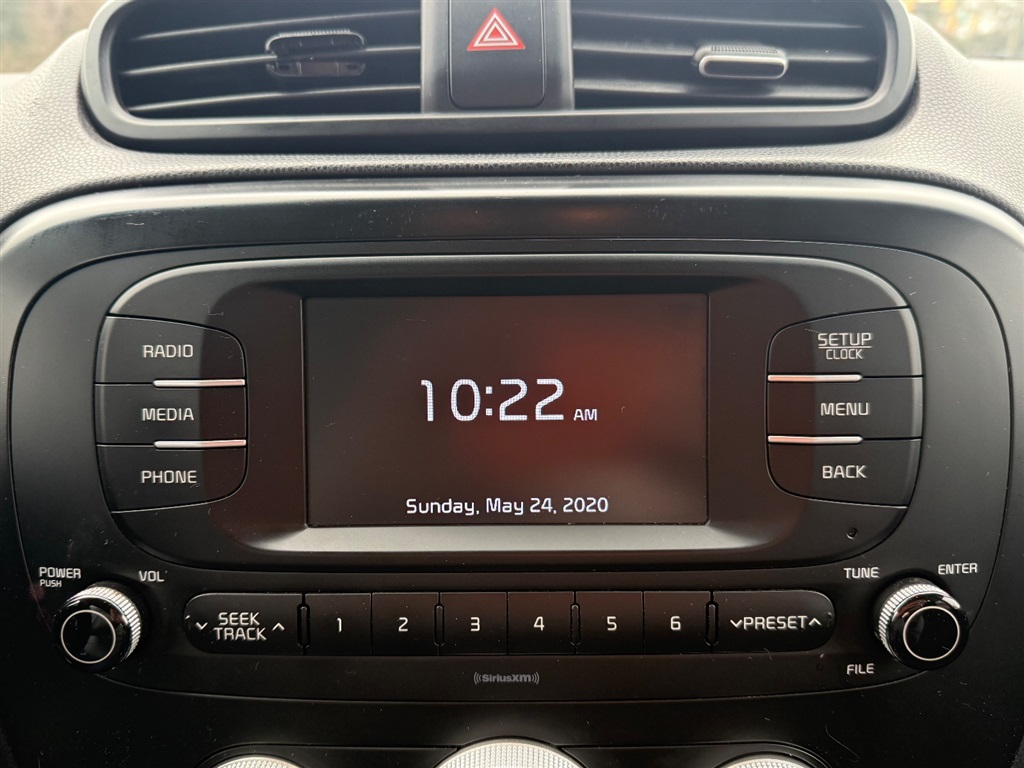 RADIO
MEDIA
PHONE
10:22 AM
Sunday, May 24, 2020
SETUP
CLOCK
MENU
BACK
POWER
PUSH
VOL
SEEK
TRACK
1 2 3 4 5 6
PRESET
TUNE
ENTER
FILE
SiriusXM